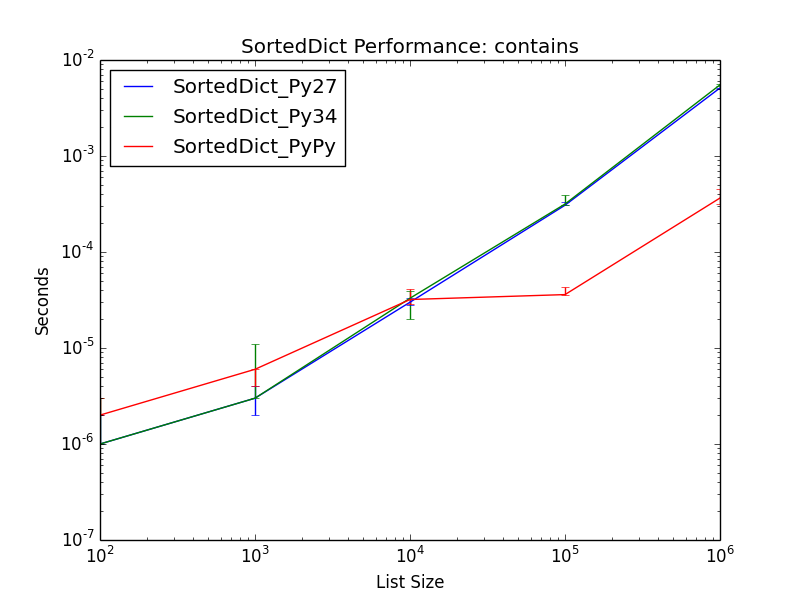 SortedDict Performance: contains
SortedDict_Py27
SortedDict_Py34
SortedDict_PyPy
10^-2
10^-3
10^-4
10^-5
10^-6
10^-7
Seconds
10^2 10^3 10^4 10^5 10^6
List Size